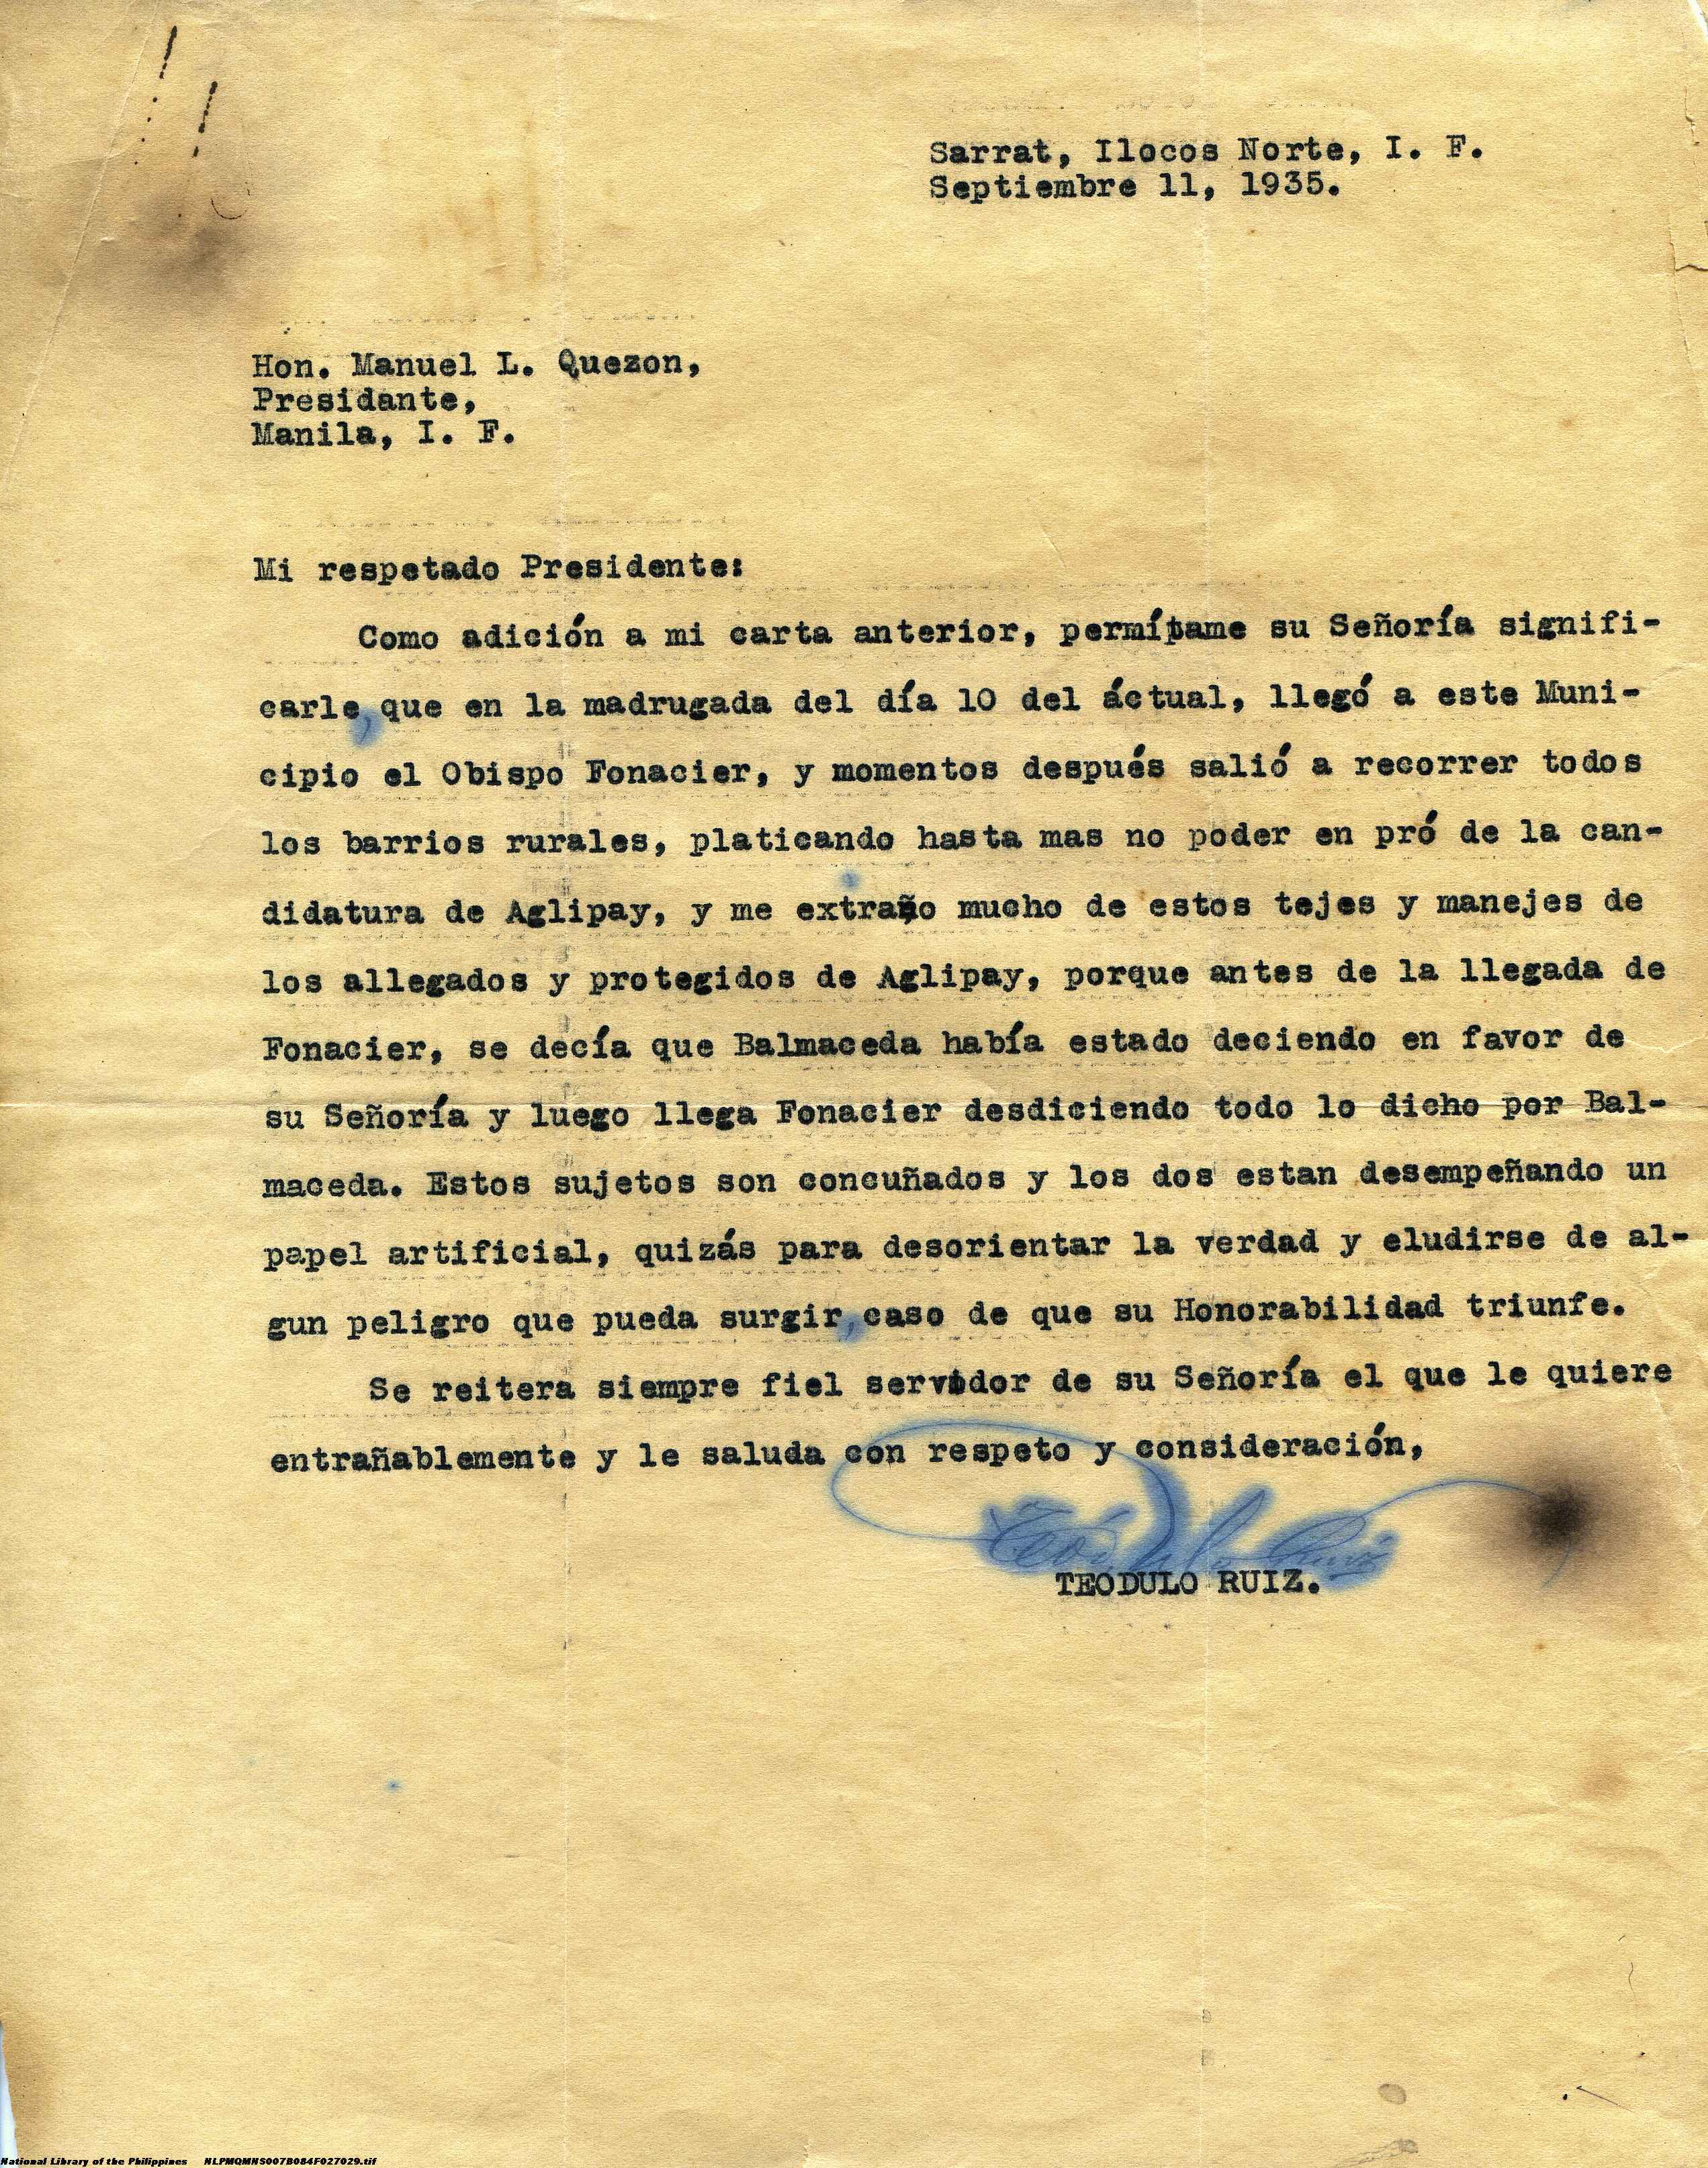 Sarrat, Ilocos Norte, I. F.
Septiembre 11, 1935.
Hon. Manuel L. Quezon,
Presidante,
Manila, I. F.
Mi respetado Presidente:
Como adición a mi carta anterior, permítame su Señoría signifi-
carle, que en la madrugada del día 10 del áctual, llegó a este Muni-
cipio el Obispo Fonacier, y momentos después salió a recorrer todos
los barrios rurales, platicando hasta mas no poder en pró de la can-
didatura de Aglipay, y me extraño mucho de estos tejes y manejes de
los allegados y protegidos de Aglipay, porque antes de la llegada de
Fonacier, se decía que Balmaceda había estado deciendo en favor de
su Señoría y luego llega Fonacier desdiciendo todo lo dicho por Bal-
maceda. Estos sujetos son concuñados y los dos estan desempeñando un
papel artificial, quizás para desorientar la verdad y eludirse de al-
gun peligro que pueda surgir, caso de que su Honorabilidad triunfe.
Se reitera siempre fiel servidor de su Señoría el que le quiere
entrañablemente y le saluda con respeto y consideración,
Teódulo Ruiz
TEODULO RUIZ.
National Library of the Philippines NLPMQMNS007B084F027029.tif